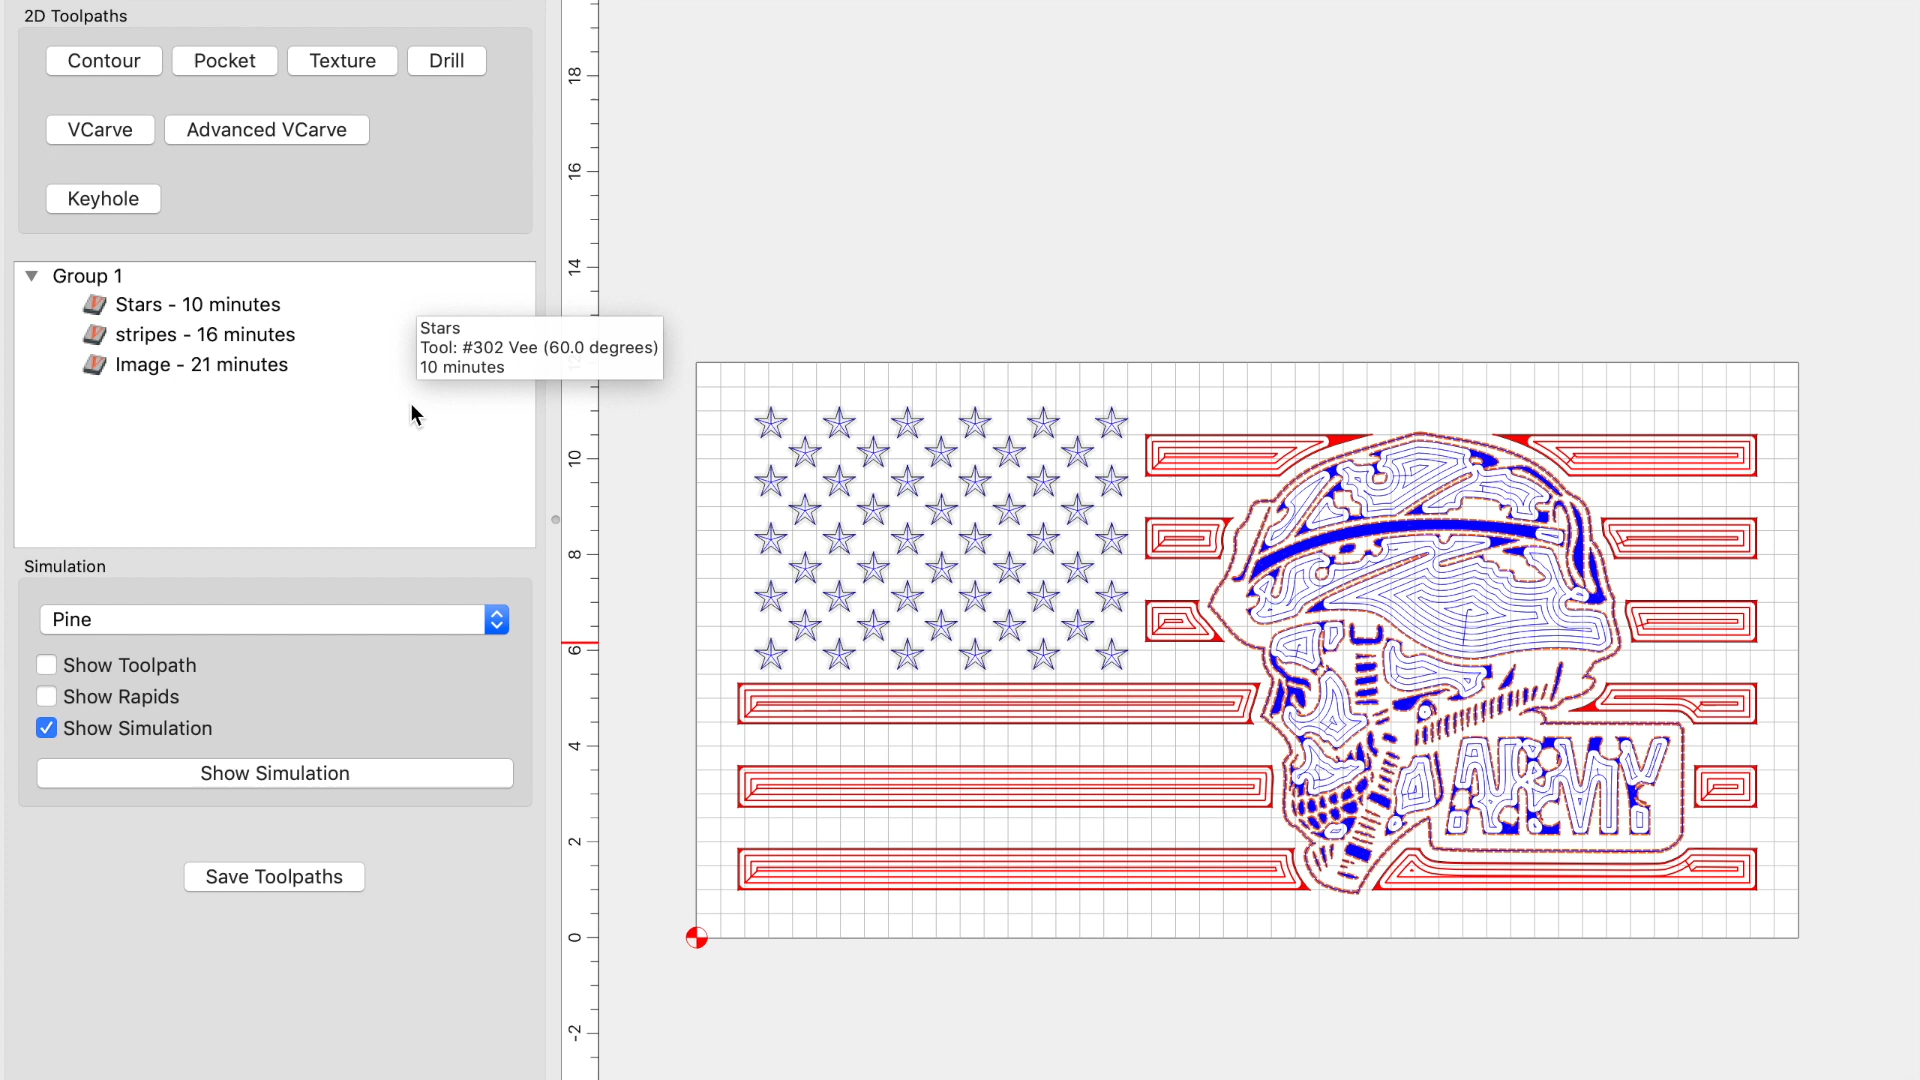 2D Toolpaths
Contour
Pocket
Texture
Drill
VCarve
Advanced VCarve
Keyhole
Group 1
Stars - 10 minutes
stripes - 16 minutes
Image - 21 minutes
Stars
Tool: #302 Vee (60.0 degrees)
10 minutes
Simulation
Pine
Show Toolpath
Show Rapids
Show Simulation
Show Simulation
Save Toolpaths
18
16
14
10
8
6
4
2
0
-2
ARMY